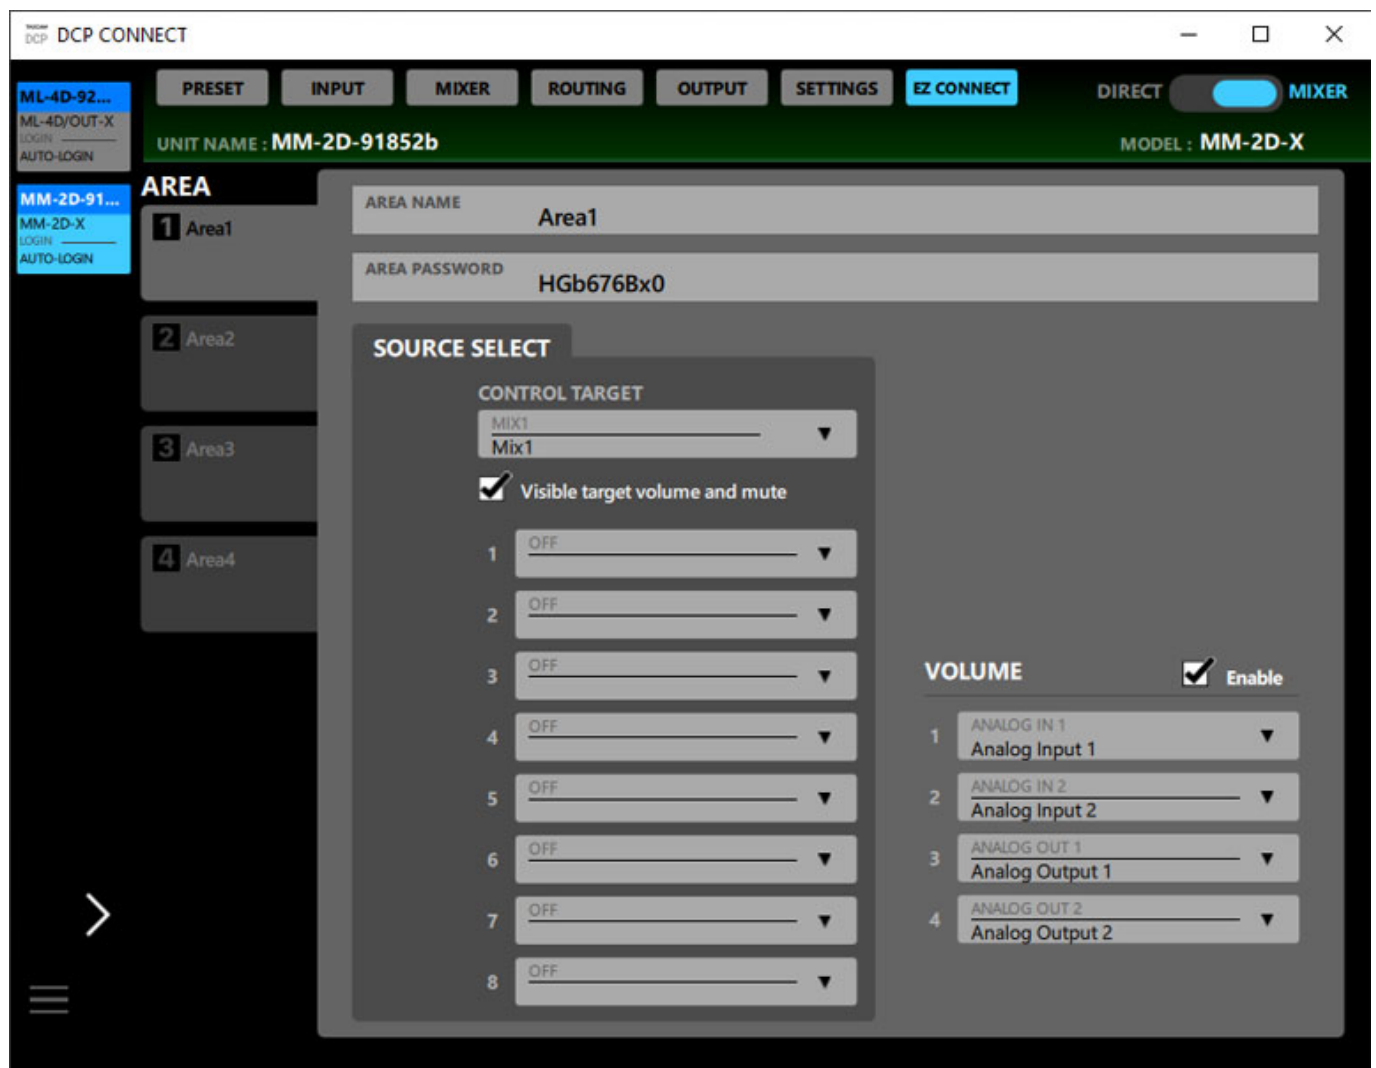 TASCAM
DCP DCP CONNECT
PRESET INPUT MIXER ROUTING OUTPUT SETTINGS EZ CONNECT DIRECT MIXER
ML-4D-92...
ML-4D/OUT-X
LOGIN
AUTO-LOGIN
UNIT NAME : MM-2D-91852b MODEL : MM-2D-X
MM-2D-91...
MM-2D-X
LOGIN
AUTO-LOGIN
AREA
1 Area1
2 Area2
3 Area3
4 Area4
AREA NAME
Area1
AREA PASSWORD
HGb676Bx0
SOURCE SELECT
CONTROL TARGET
MIX1
Mix1
Visible target volume and mute
1 OFF
2 OFF
3 OFF
4 OFF
5 OFF
6 OFF
7 OFF
8 OFF
VOLUME Enable
1 ANALOG IN 1
Analog Input 1
2 ANALOG IN 2
Analog Input 2
3 ANALOG OUT 1
Analog Output 1
4 ANALOG OUT 2
Analog Output 2